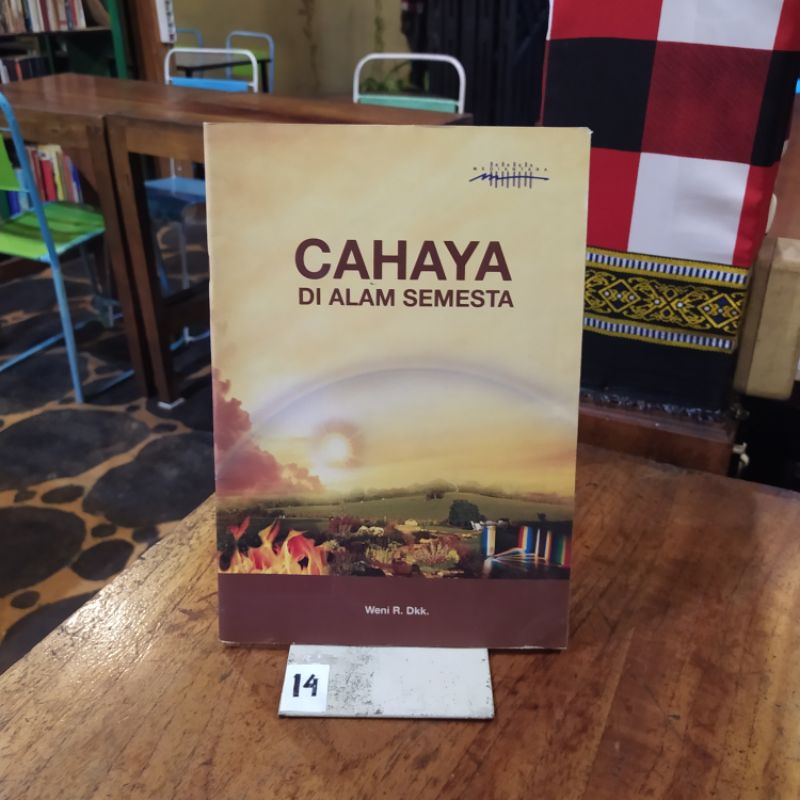 CAHAYA
DI ALAM SEMESTA
Weni R. Dkk.
14